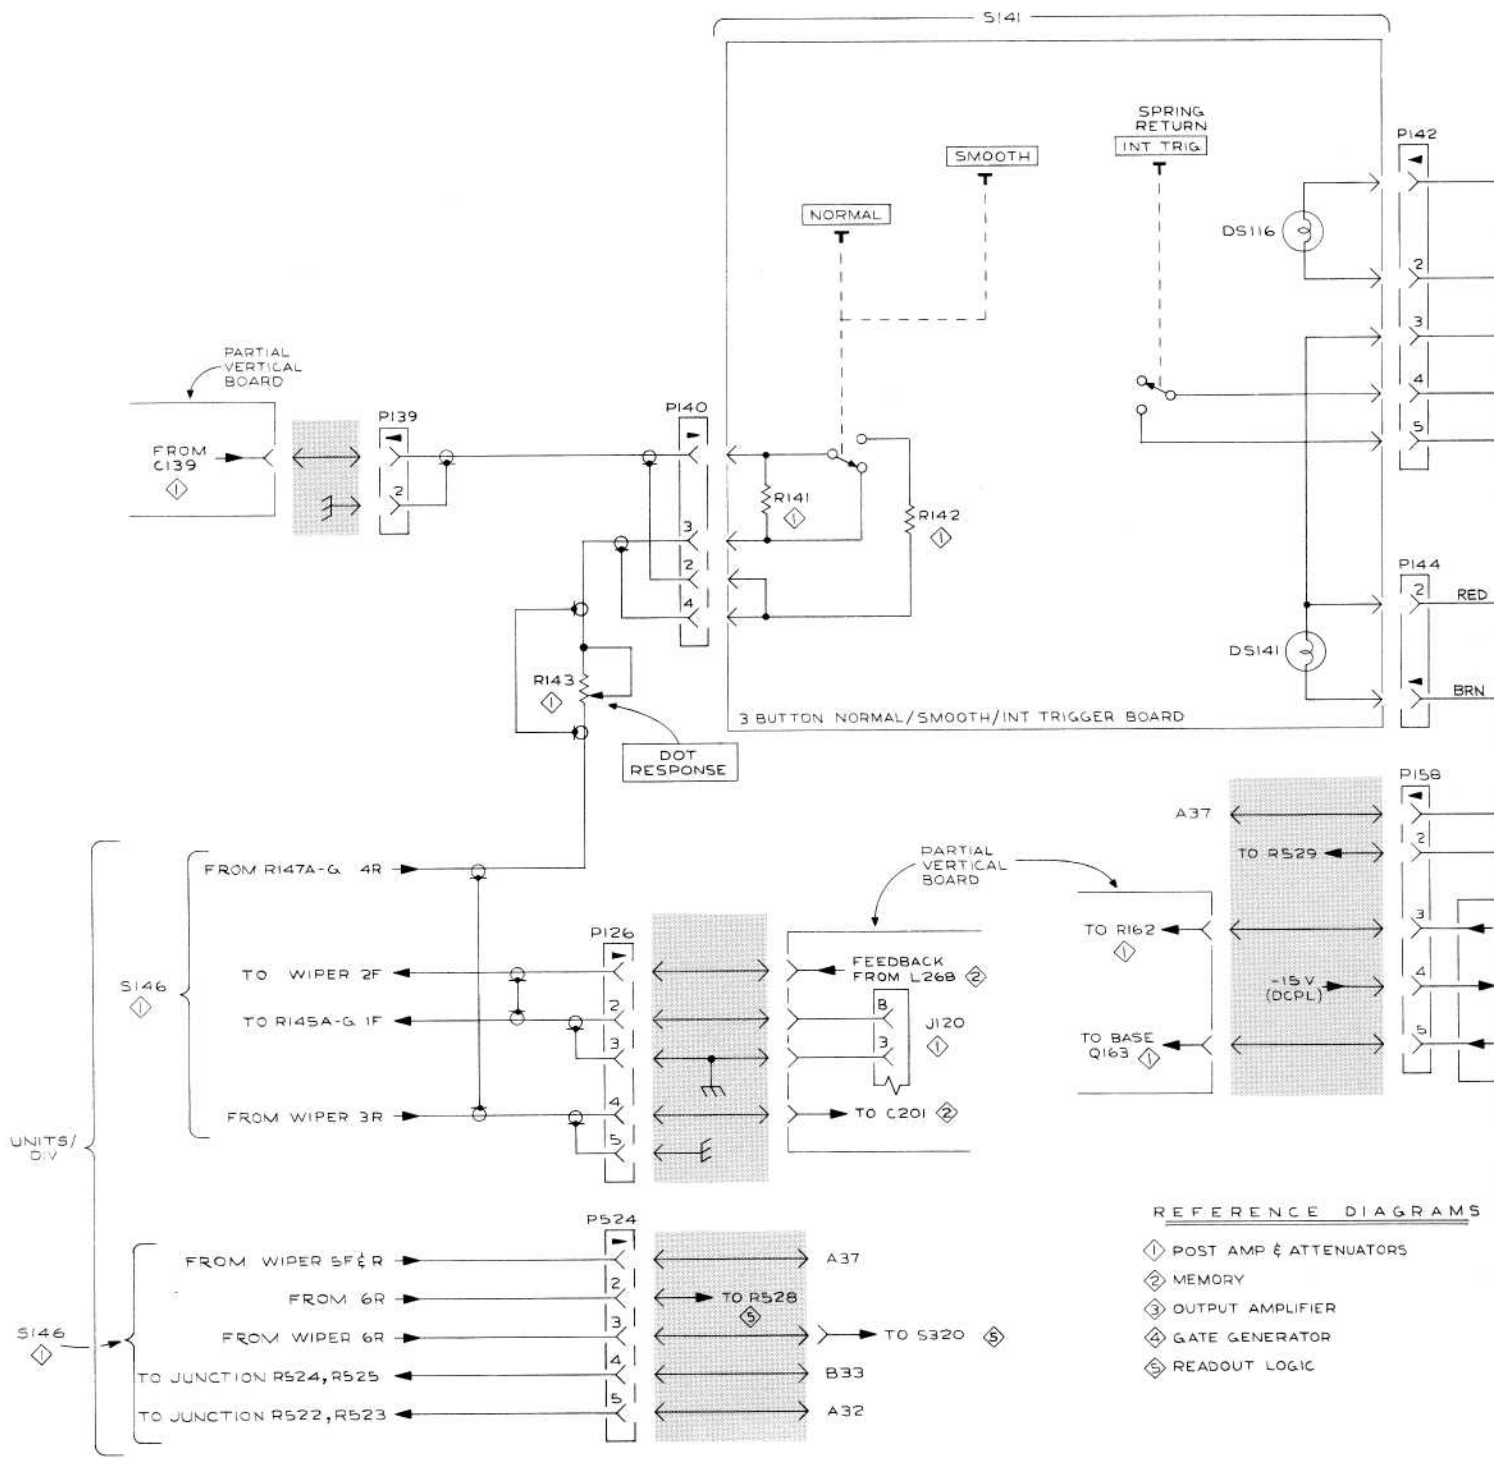 S141
SPRING
RETURN
INT TRIG
SMOOTH
NORMAL
P142
DS116
2
3
4
5
PARTIAL
VERTICAL
BOARD
P139
P140
FROM
C139
1
2
R141
1
R142
1
3
2
4
R143
1
DOT
RESPONSE
3 BUTTON NORMAL/SMOOTH/INT TRIGGER BOARD
DS141
P144
2
RED
BRN
P158
A37
TO R529
2
3
4
5
PARTIAL
VERTICAL
BOARD
TO R162
1
-15V
(DCPL)
TO BASE
Q163 1
UNITS/
DIV
S146
1
FROM R147A-G 4R
TO WIPER 2F
TO R145A-G 1F
FROM WIPER 3R
P126
2
3
4
5
FEEDBACK
FROM L268 2
B
3
J120
1
TO C201 2
S146
1
P524
FROM WIPER 5F&R
A37
FROM 6R
2
TO R528
5
FROM WIPER 6R
3
TO S320 5
TO JUNCTION R524, R525
4
B33
TO JUNCTION R522, R523
5
A32
REFERENCE DIAGRAMS
1 POST AMP & ATTENUATORS
2 MEMORY
3 OUTPUT AMPLIFIER
4 GATE GENERATOR
5 READOUT LOGIC